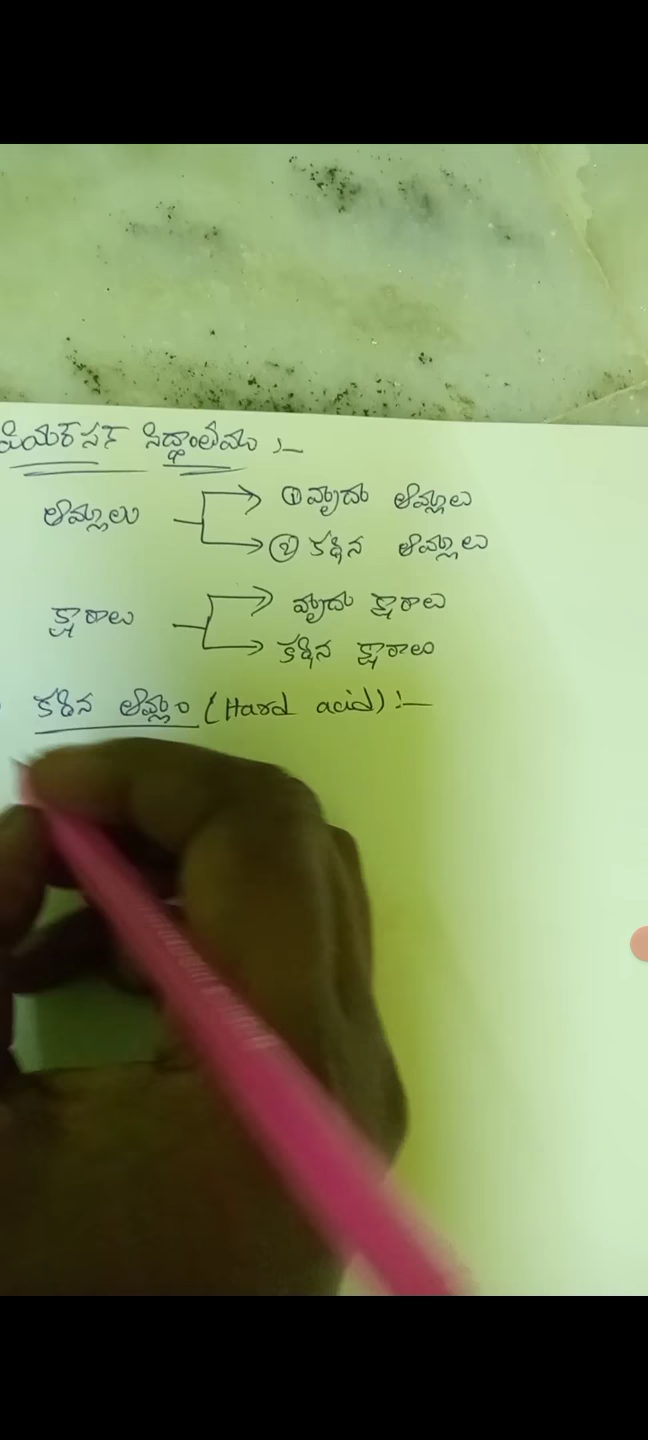 పియర్‌సన్ సిద్ధాంతము :-
ఆమ్లాలు
① మృదు ఆమ్లాలు
② కఠిన ఆమ్లాలు
క్షారాలు
మృదు క్షారాలు
కఠిన క్షారాలు
కఠిన ఆమ్లం (Hard acid) :-